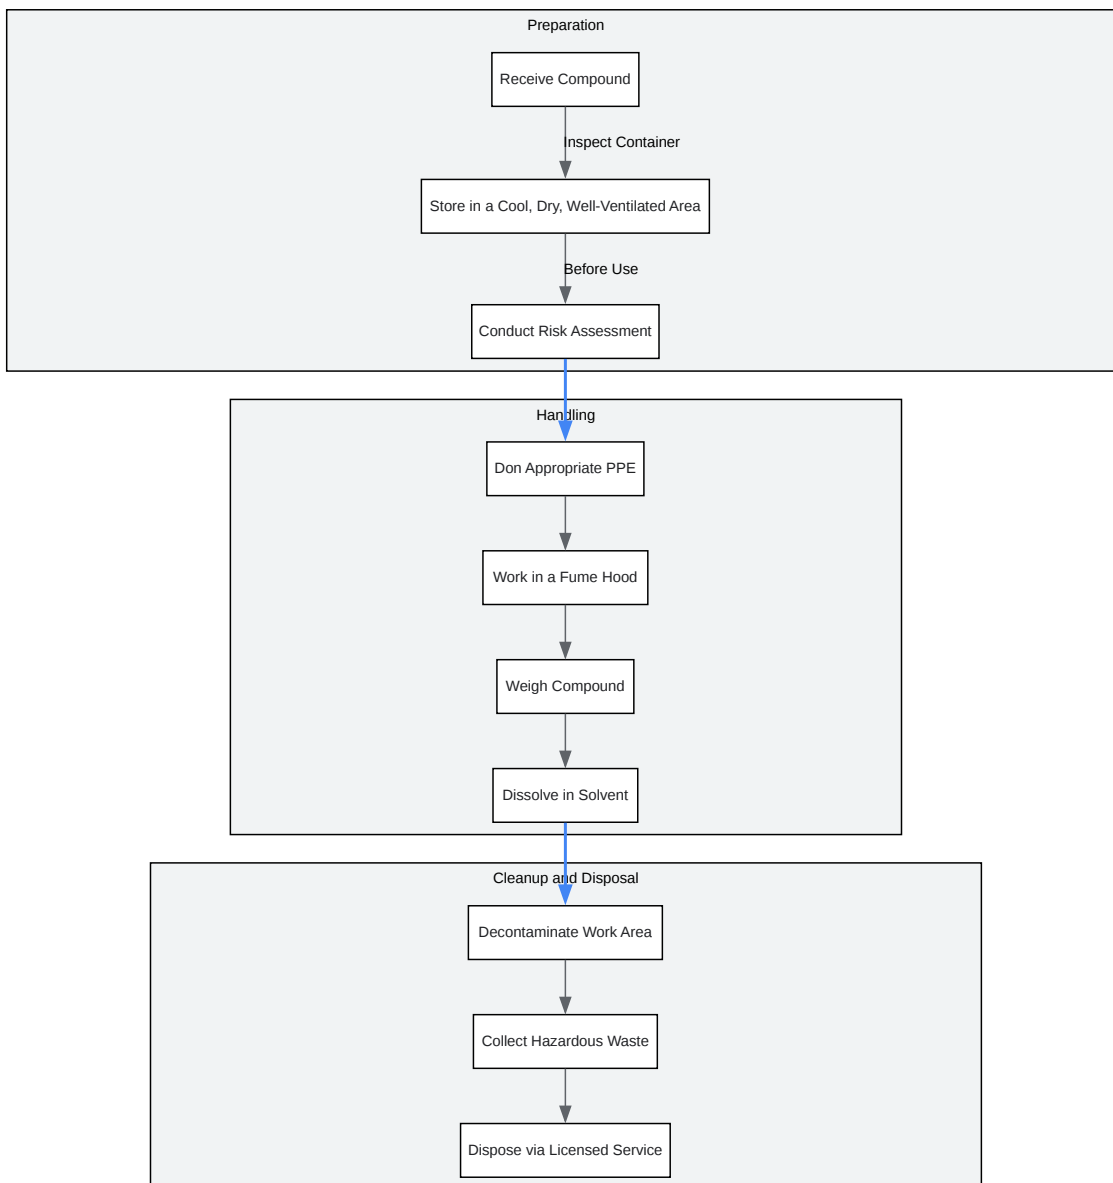 Preparation
Receive Compound
Inspect Container
Store in a Cool, Dry, Well-Ventilated Area
Before Use
Conduct Risk Assessment
Handling
Don Appropriate PPE
Work in a Fume Hood
Weigh Compound
Dissolve in Solvent
Cleanup and Disposal
Decontaminate Work Area
Collect Hazardous Waste
Dispose via Licensed Service